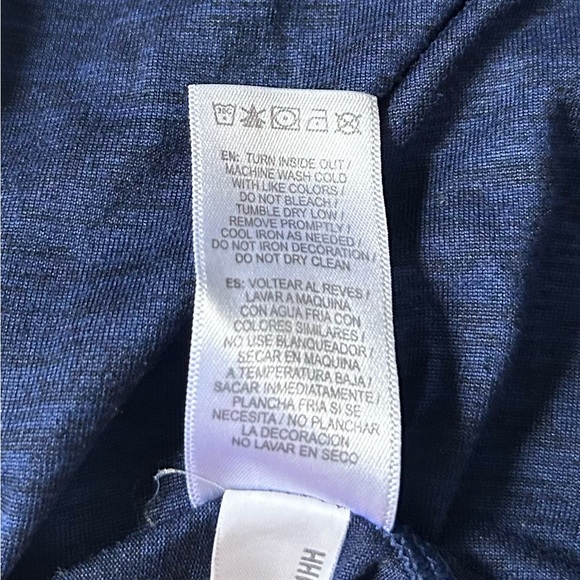 EN: TURN INSIDE OUT /
MACHINE WASH COLD
WITH LIKE COLORS /
DO NOT BLEACH /
TUMBLE DRY LOW /
REMOVE PROMPTLY /
COOL IRON AS NEEDED /
DO NOT IRON DECORATION /
DO NOT DRY CLEAN
ES: VOLTEAR AL REVES /
LAVAR A MAQUINA
CON AGUA FRIA CON
COLORES SIMILARES /
NO USE BLANQUEADOR /
SECAR EN MAQUINA
A TEMPERATURA BAJA /
SACAR INMEDIATAMENTE /
PLANCHA FRIA SI SE
NECESITA / NO PLANCHAR
LA DECORACION
NO LAVAR EN SECO